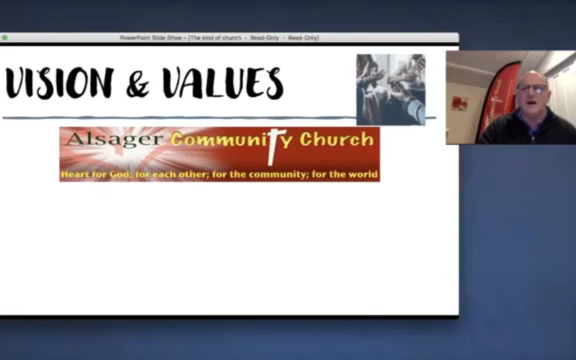 PowerPoint Slide Show - [The kind of church - Read-Only - Read-Only]
VISION & VALUES
Alsager Community Church
Heart for God; for each other; for the community; for the world